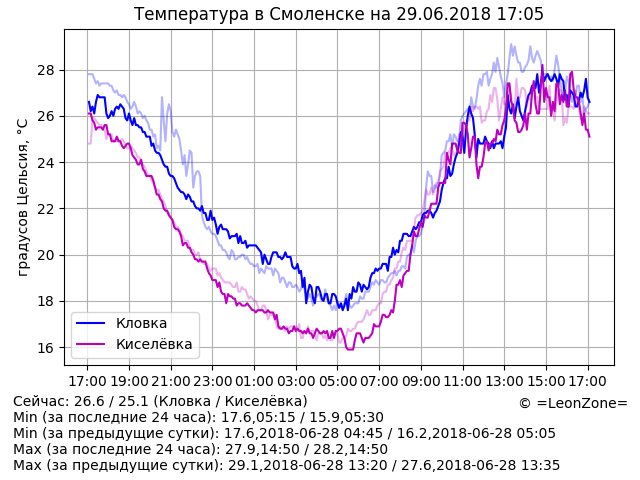 Температура в Смоленске на 29.06.2018 17:05
градусов Цельсия, °C
28
26
24
22
20
18
16
Кловка
Киселёвка
17:00 19:00 21:00 23:00 01:00 03:00 05:00 07:00 09:00 11:00 13:00 15:00 17:00
Сейчас: 26.6 / 25.1 (Кловка / Киселёвка)
© =LeonZone=
Min (за последние 24 часа): 17.6,05:15 / 15.9,05:30
Min (за предыдущие сутки): 17.6,2018-06-28 04:45 / 16.2,2018-06-28 05:05
Max (за последние 24 часа): 27.9,14:50 / 28.2,14:50
Max (за предыдущие сутки): 29.1,2018-06-28 13:20 / 27.6,2018-06-28 13:35